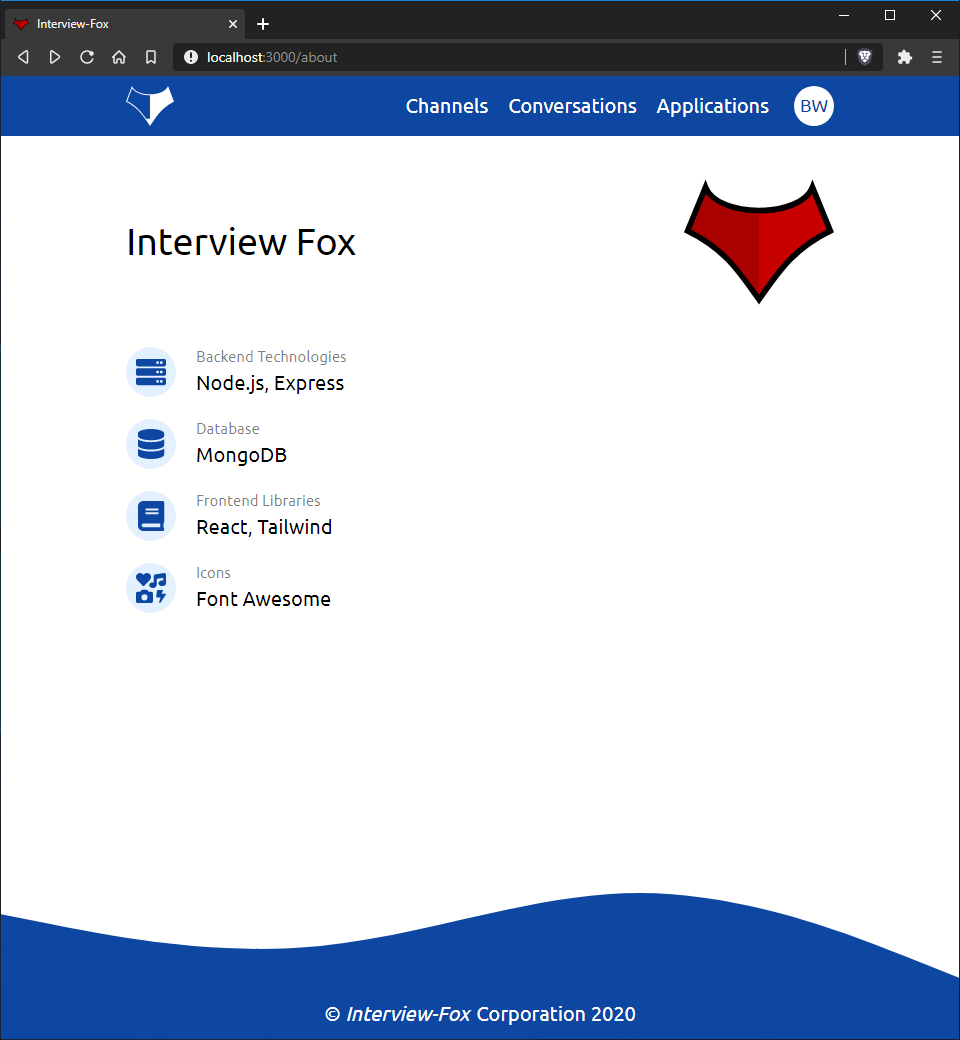 Interview-Fox
localhost:3000/about
Channels Conversations Applications BW
Interview Fox
Backend Technologies
Node.js, Express
Database
MongoDB
Frontend Libraries
React, Tailwind
Icons
Font Awesome
© Interview-Fox Corporation 2020